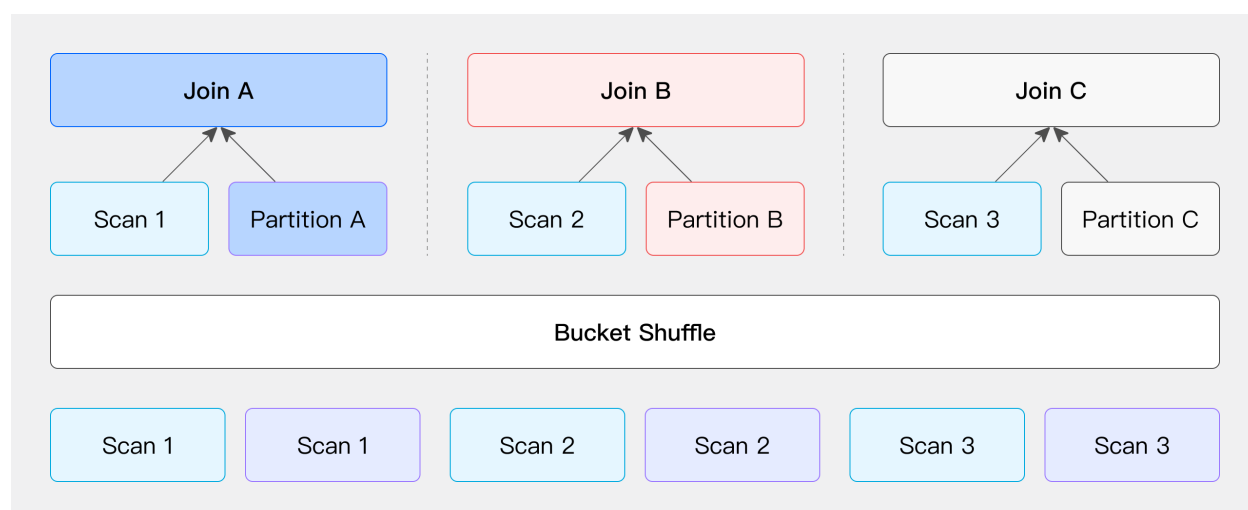 Join A
Join B
Join C
Scan 1
Partition A
Scan 2
Partition B
Scan 3
Partition C
Bucket Shuffle
Scan 1
Scan 1
Scan 2
Scan 2
Scan 3
Scan 3